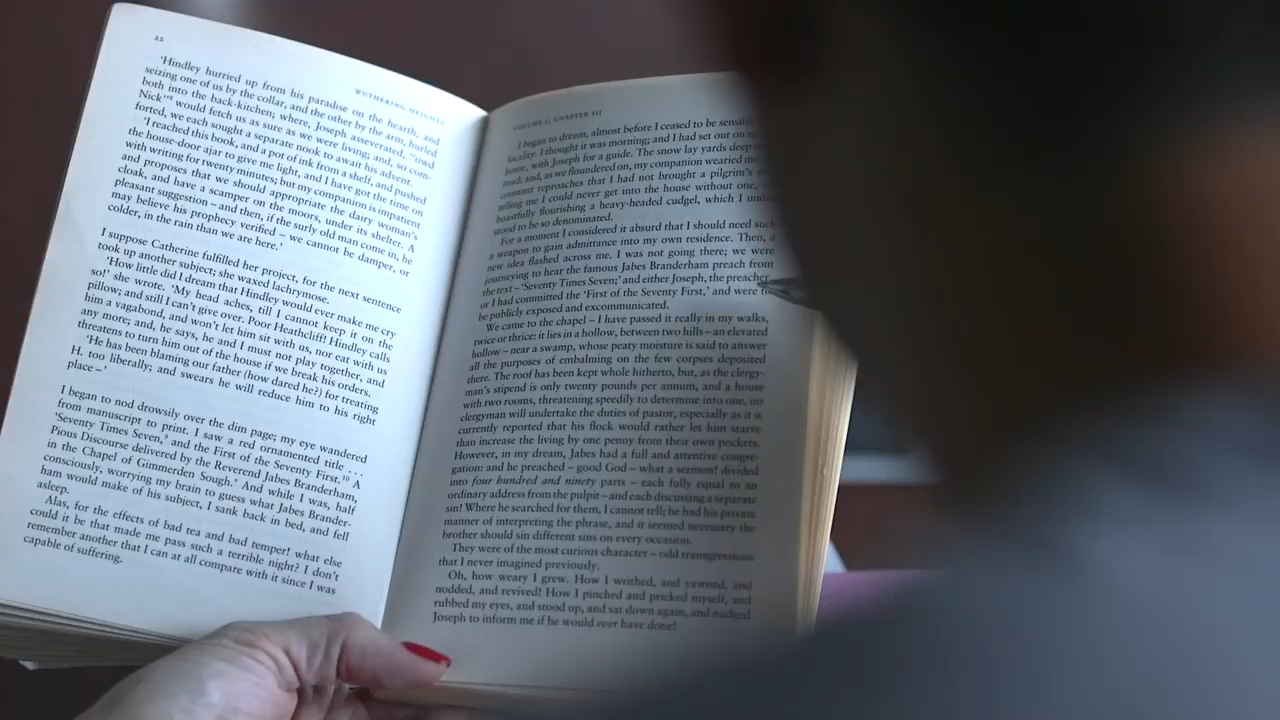 22
WUTHERING HEIGHTS
'Hindley hurried up from his paradise on the hearth, and
seizing one of us by the collar, and the other by the arm, hurled
both into the back-kitchen; where, Joseph asseverated, "owd
Nick"⁸ would fetch us as sure as we were living; and, so com-
forted, we each sought a separate nook to await his advent.
'I reached this book, and a pot of ink from a shelf, and pushed
the house-door ajar to give me light, and I have got the time on
with writing for twenty minutes; but my companion is impatient
and proposes that we should appropriate the dairy woman's
cloak, and have a scamper on the moors, under its shelter. A
pleasant suggestion – and then, if the surly old man come in, he
may believe his prophecy verified – we cannot be damper, or
colder, in the rain than we are here.'
I suppose Catherine fulfilled her project, for the next sentence
took up another subject; she waxed lachrymose.
'How little did I dream that Hindley would ever make me cry
so!' she wrote. 'My head aches, till I cannot keep it on the
pillow; and still I can't give over. Poor Heathcliff! Hindley calls
him a vagabond, and won't let him sit with us, nor eat with us
any more; and, he says, he and I must not play together, and
threatens to turn him out of the house if we break his orders.
'He has been blaming our father (how dared he?) for treating
H. too liberally; and swears he will reduce him to his right
place – '
I began to nod drowsily over the dim page; my eye wandered
from manuscript to print. I saw a red ornamented title . . .
'Seventy Times Seven,⁹ and the First of the Seventy First.¹⁰ A
Pious Discourse delivered by the Reverend Jabes Branderham,
in the Chapel of Gimmerden Sough.' And while I was, half
consciously, worrying my brain to guess what Jabes Brander-
ham would make of his subject, I sank back in bed, and fell
asleep.
Alas, for the effects of bad tea and bad temper! what else
could it be that made me pass such a terrible night? I don't
remember another that I can at all compare with it since I was
capable of suffering.
VOLUME I, CHAPTER III
I began to dream, almost before I ceased to be
locality. I thought it was morning; and I had set out on
home, with Joseph for a guide. The snow lay yards deep
road; and, as we floundered on, my companion wearied
constant reproaches that I had not brought a pilgrim's
telling me I could never get into the house without one,
boastfully flourishing a heavy-headed cudgel, which I
stood to be so denominated.
For a moment I considered it absurd that I should need such
a weapon to gain admittance into my own residence. Then, a
new idea flashed across me. I was not going there; we were
journeying to hear the famous Jabes Branderham preach from
the text – 'Seventy Times Seven;' and either Joseph, the preacher,
or I had committed the 'First of the Seventy First,' and were to
be publicly exposed and excommunicated.
We came to the chapel – I have passed it really in my walks,
twice or thrice: it lies in a hollow, between two hills – an elevated
hollow – near a swamp, whose peaty moisture is said to answer
all the purposes of embalming on the few corpses deposited
there. The roof has been kept whole hitherto, but, as the clergy-
man's stipend is only twenty pounds per annum, and a house
with two rooms, threatening speedily to determine into one, no
clergyman will undertake the duties of pastor, especially as it is
currently reported that his flock would rather let him starve
than increase the living by one penny from their own pockets.
However, in my dream, Jabes had a full and attentive congre-
gation: and he preached – good God – what a sermon! divided
into four hundred and ninety parts – each fully equal to an
ordinary address from the pulpit – and each discussing a separate
sin! Where he searched for them, I cannot tell; he had his private
manner of interpreting the phrase, and it seemed necessary the
brother should sin different sins on every occasion.
They were of the most curious character – odd transgressions
that I never imagined previously.
Oh, how weary I grew. How I writhed, and yawned, and
nodded, and revived! How I pinched and pricked myself, and
rubbed my eyes, and stood up, and sat down again, and nudged
Joseph to inform me if he would ever have done!